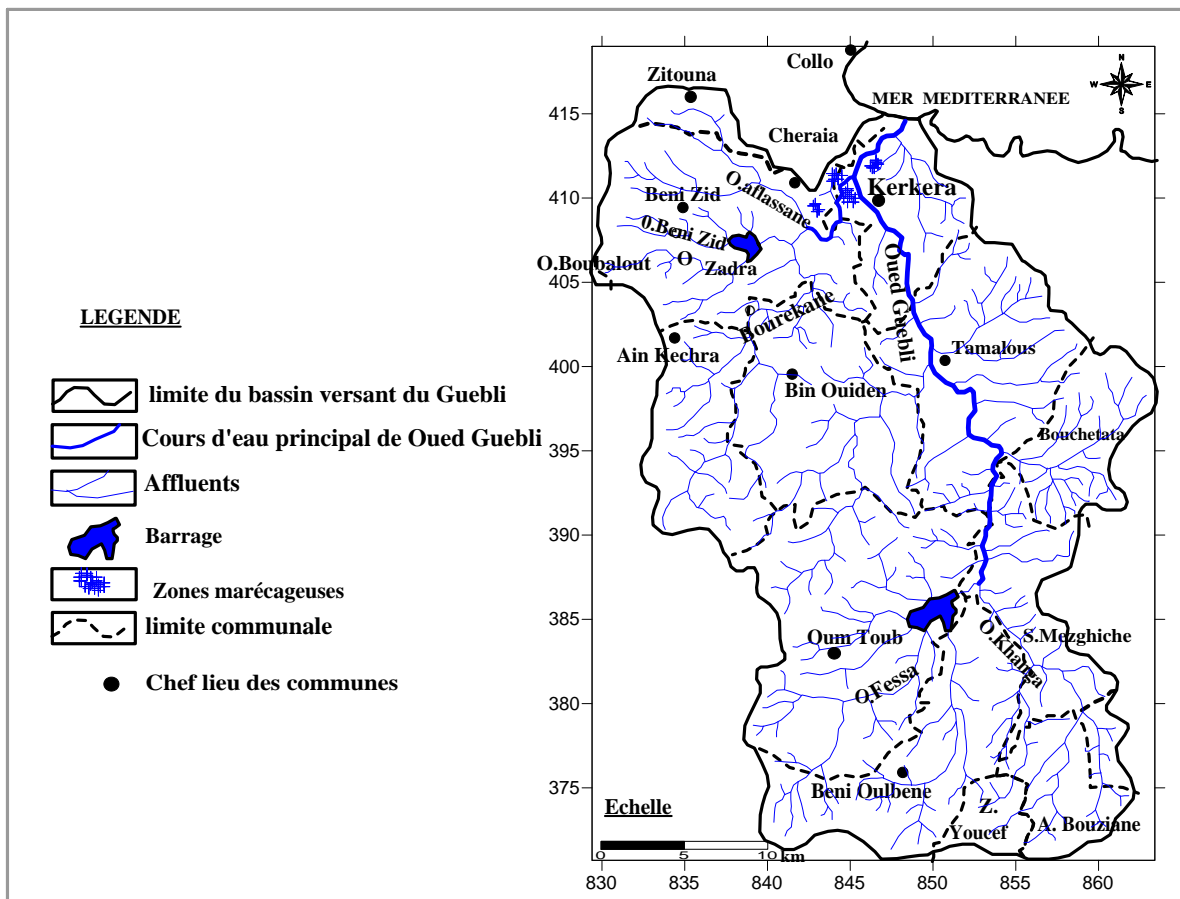 Collo
Zitouna
N
W E
S
415
MER MEDITERRANEE
Cheraia
410
Beni Zid
O.aflassane
Kerkera
0.Beni Zid
O
Zadra
O.Boubalout
405
Oued Guebli
Bourekane
LEGENDE
Ain Kechra
Tamalous
400
Bin Ouiden
limite du bassin versant du Guebli
Cours d'eau principal de Oued Guebli
395
Bouchetata
Affluents
390
Barrage
Zones marécageuses
385
limite communale
Oum Toub
S.Mezghiche
O.Khanga
O.Fessa
Chef lieu des communes
380
375
Beni Oulbene
Echelle
Z.
Youcef
A. Bouziane
0 5 10 km
830 835 840 845 850 855 860